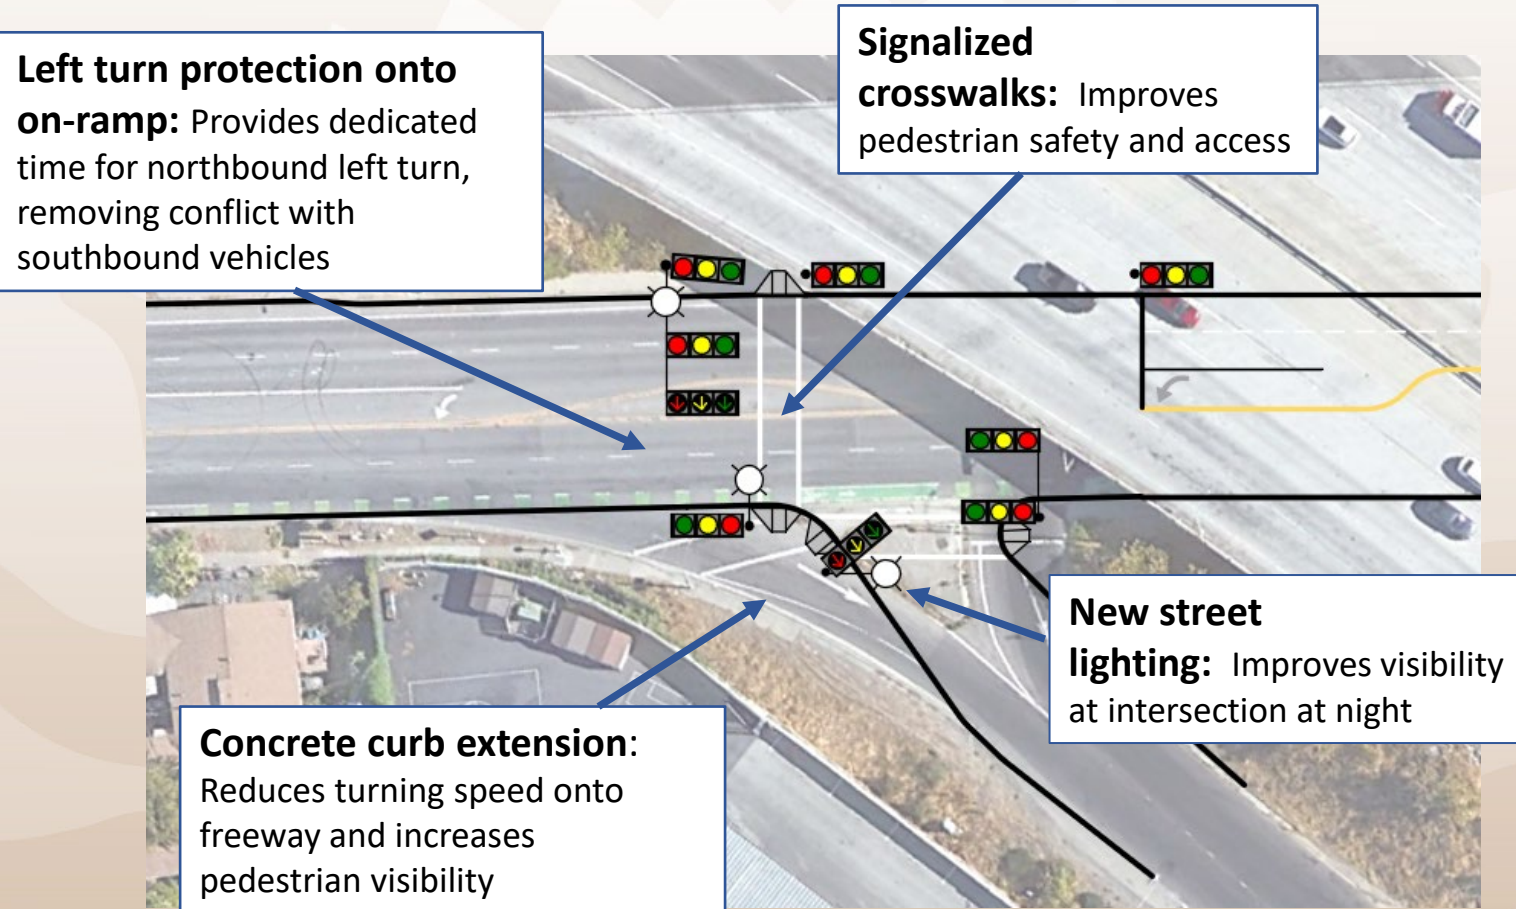 Left turn protection onto
on-ramp: Provides dedicated
time for northbound left turn,
removing conflict with
southbound vehicles
Signalized
crosswalks: Improves
pedestrian safety and access
New street
lighting: Improves visibility
at intersection at night
Concrete curb extension:
Reduces turning speed onto
freeway and increases
pedestrian visibility